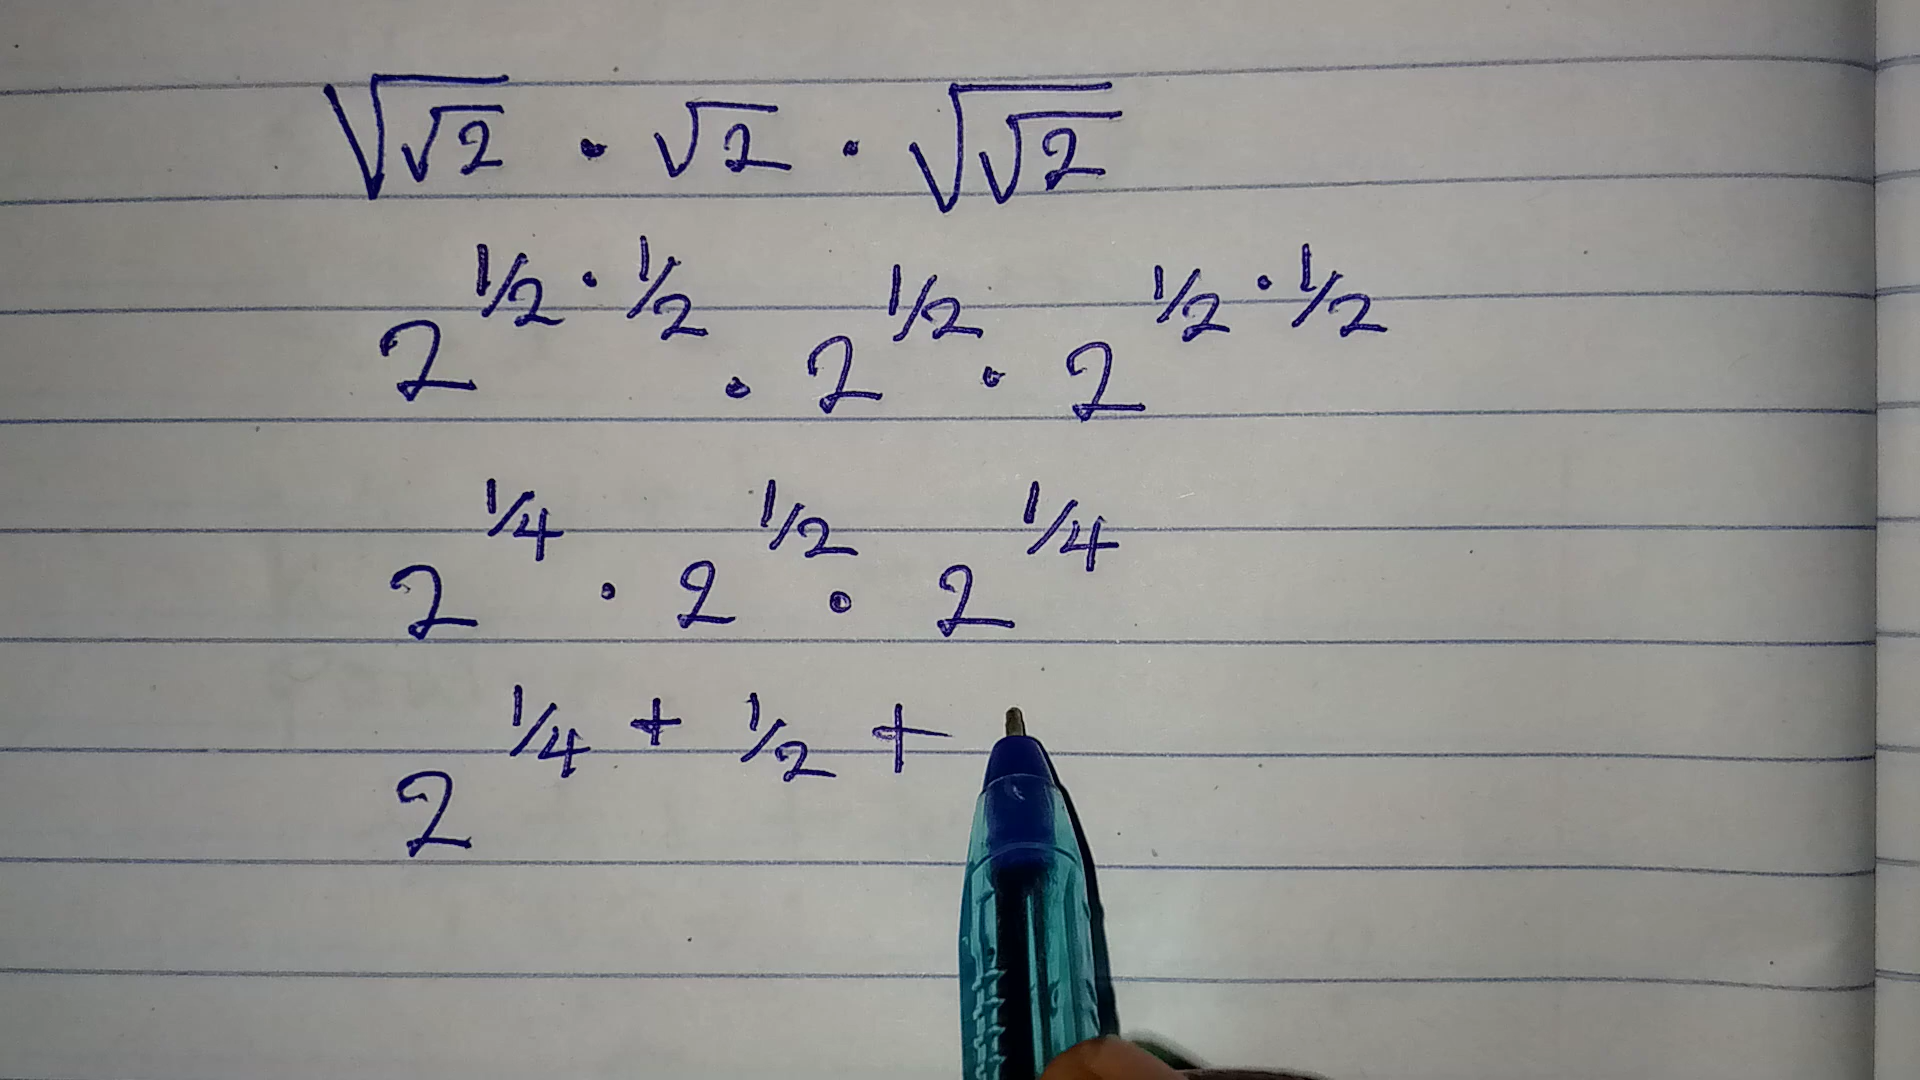 √√2 · √2 · √√2
2^(1/2 · 1/2) · 2^(1/2) · 2^(1/2 · 1/2)
2^(1/4) · 2^(1/2) · 2^(1/4)
2^(1/4 + 1/2 +